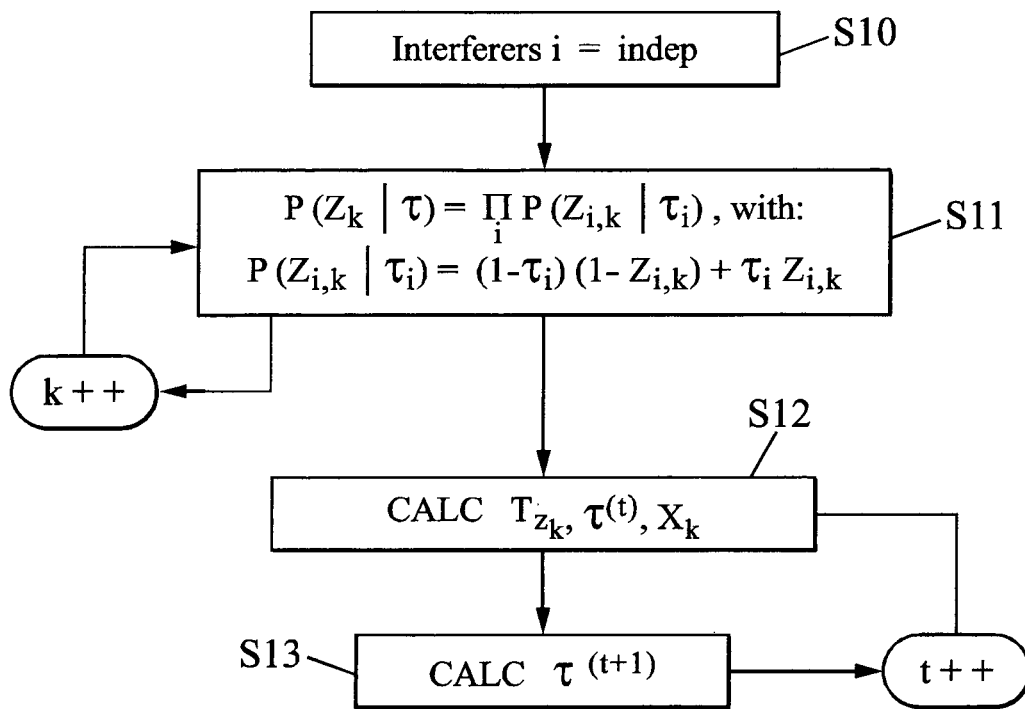 Interferers i = indep
S10
P (Z_k | τ) = ∏_i P (Z_{i,k} | τ_i) , with:
P (Z_{i,k} | τ_i) = (1-τ_i) (1- Z_{i,k}) + τ_i Z_{i,k}
S11
k + +
S12
CALC T_{z_k}, τ^{(t)}, X_k
S13
CALC τ^{(t+1)}
t + +